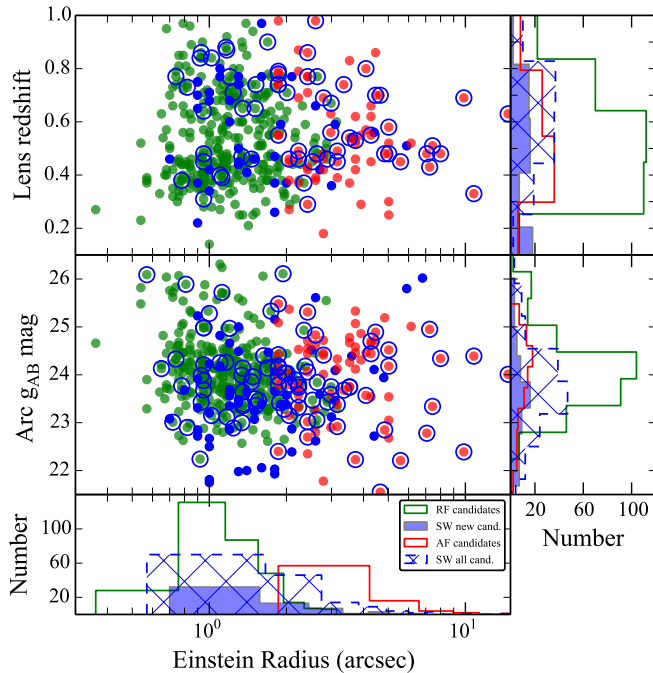 1.0
0.8
0.6
0.4
0.2
Lens redshift
26
25
24
23
22
Arc gAB mag
100
60
20
Number
RF candidates
SW new cand.
AF candidates
SW all cand.
20
60
100
Number
10^0
10^1
Einstein Radius (arcsec)